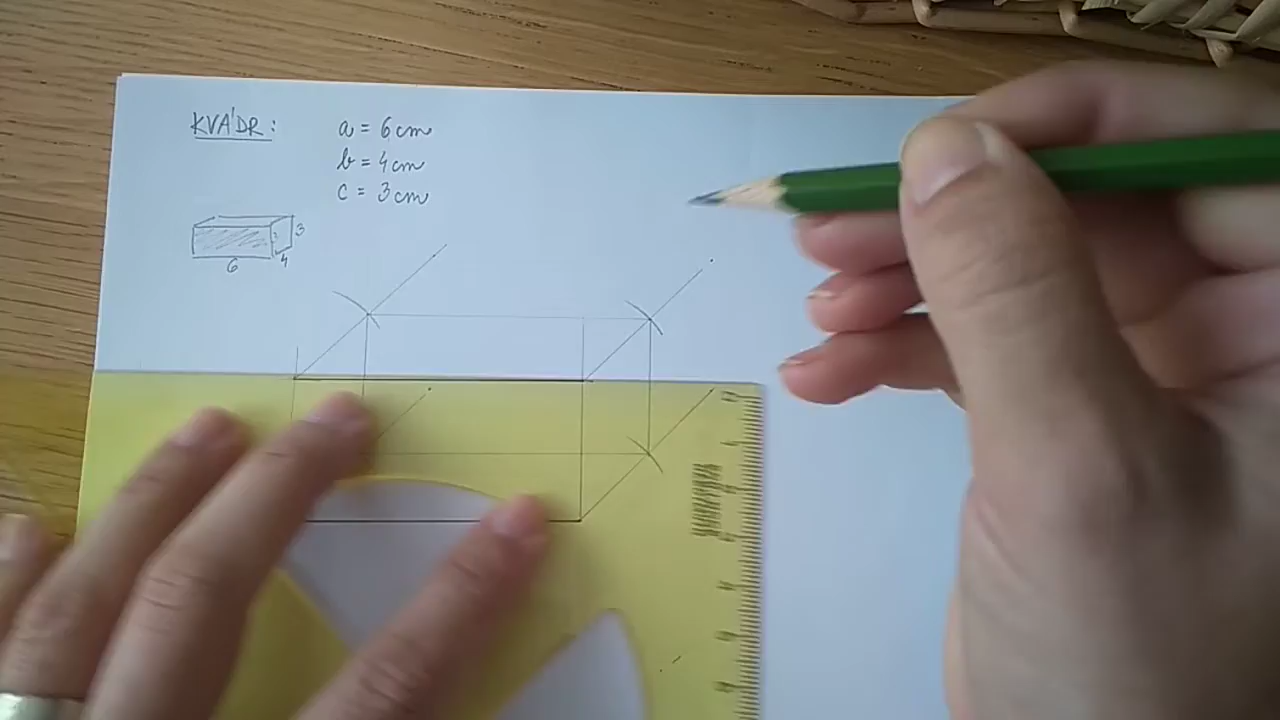 KVÁDR:
a = 6 cm
b = 4 cm
c = 3 cm
3
4
6